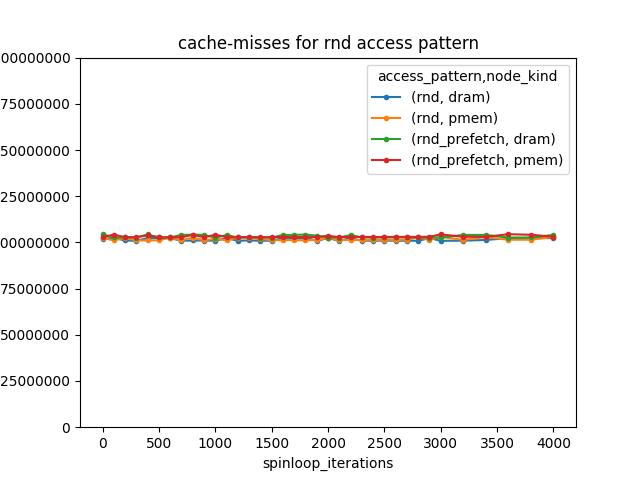 cache-misses for rnd access pattern
00000000
75000000
50000000
25000000
00000000
75000000
50000000
25000000
0
access_pattern,node_kind
(rnd, dram)
(rnd, pmem)
(rnd_prefetch, dram)
(rnd_prefetch, pmem)
0 500 1000 1500 2000 2500 3000 3500 4000
spinloop_iterations